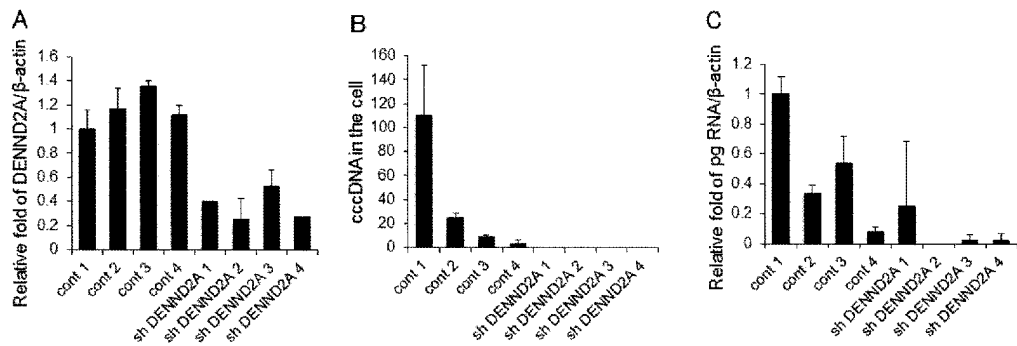 A
Relative fold of DENND2A/β-actin
1.6
1.4
1.2
1
0.8
0.6
0.4
0.2
0
cont 1
cont 2
cont 3
cont 4
sh DENND2A 1
sh DENND2A 2
sh DENND2A 3
sh DENND2A 4
B
cccDNA in the cell
160
140
120
100
80
60
40
20
0
cont 1
cont 2
cont 3
cont 4
sh DENND2A 1
sh DENND2A 2
sh DENND2A 3
sh DENND2A 4
C
Relative fold of pg RNA/β-actin
1.2
1
0.8
0.6
0.4
0.2
0
cont 1
cont 2
cont 3
cont 4
sh DENND2A 1
sh DENND2A 2
sh DENND2A 3
sh DENND2A 4